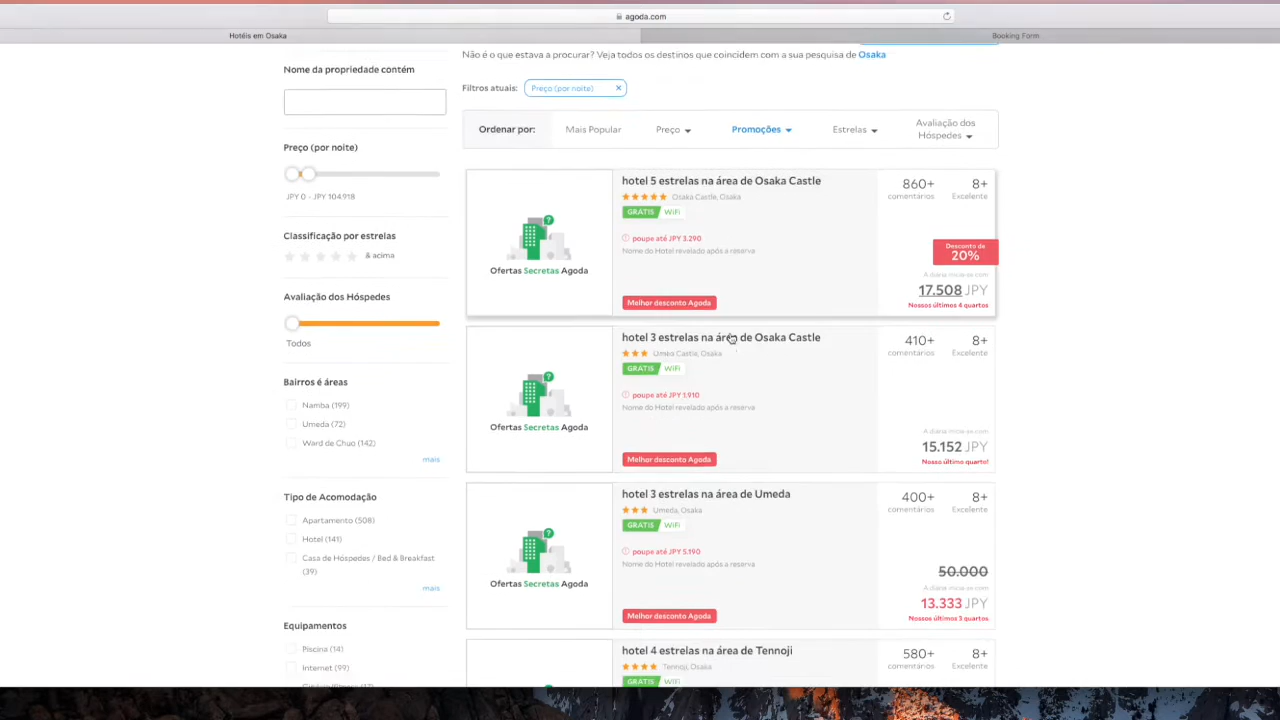 agoda.com
Hotéis em Osaka
Booking Form
Não é o que estava a procurar? Veja todos os destinos que coincidem com a sua pesquisa de Osaka
Filtros atuais: Preço (por noite) ×
Ordenar por: Mais Popular Preço Promoções Estrelas Avaliação dos Hóspedes
Nome da propriedade contém
Preço (por noite)
JPY 0 - JPY 104.918
Classificação por estrelas
& acima
Avaliação dos Hóspedes
Todos
Bairros é áreas
Namba (199)
Umeda (72)
Ward de Chuo (142)
mais
Tipo de Acomodação
Apartamento (508)
Hotel (141)
Casa de Hóspedes / Bed & Breakfast
(39)
mais
Equipamentos
Piscina (14)
Internet (99)
hotel 5 estrelas na área de Osaka Castle
Osaka Castle, Osaka
GRÁTIS WiFi
poupe até JPY 3.290
Nome do Hotel revelado após a reserva
Ofertas Secretas Agoda
Melhor desconto Agoda
860+
comentários
8+
Excelente
Desconto de
20%
17.508 JPY
Nossos últimos 4 quartos
hotel 3 estrelas na área de Osaka Castle
Castle, Osaka
GRÁTIS WiFi
poupe até JPY 1.910
Nome do Hotel revelado após a reserva
Ofertas Secretas Agoda
Melhor desconto Agoda
410+
comentários
8+
Excelente
15.152 JPY
Nosso último quarto!
hotel 3 estrelas na área de Umeda
Umeda, Osaka
GRÁTIS WiFi
poupe até JPY 5.190
Nome do Hotel revelado após a reserva
Ofertas Secretas Agoda
Melhor desconto Agoda
400+
comentários
8+
Excelente
50.000
13.333 JPY
Nossos últimos 3 quartos
hotel 4 estrelas na área de Tennoji
Tennoji, Osaka
GRÁTIS WiFi
580+
comentários
8+
Excelente